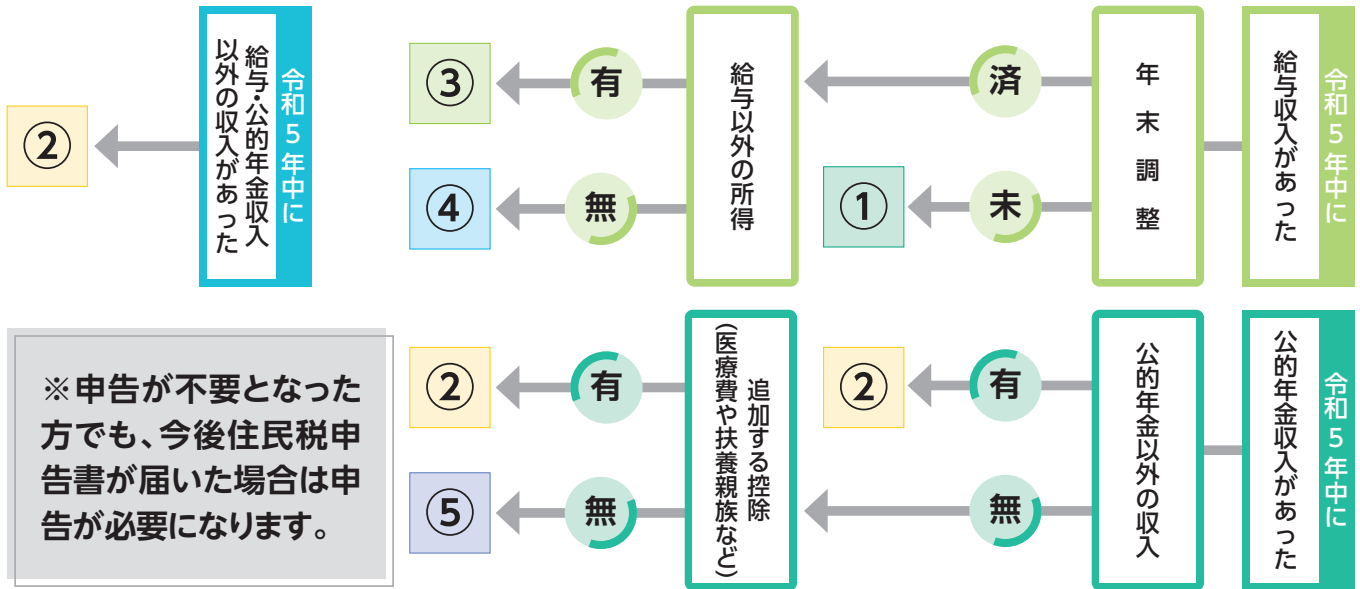 令和5年中に
給与収入があった
年末調整
済
未
①
給与以外の所得
有
無
③
④
令和5年中に
給与・公的年金収入
以外の収入があった
②
令和5年中に
公的年金収入があった
公的年金以外の収入
有
無
②
追加する控除
(医療費や扶養親族など)
有
無
②
⑤
※申告が不要となった
方でも、今後住民税申
告書が届いた場合は申
告が必要になります。